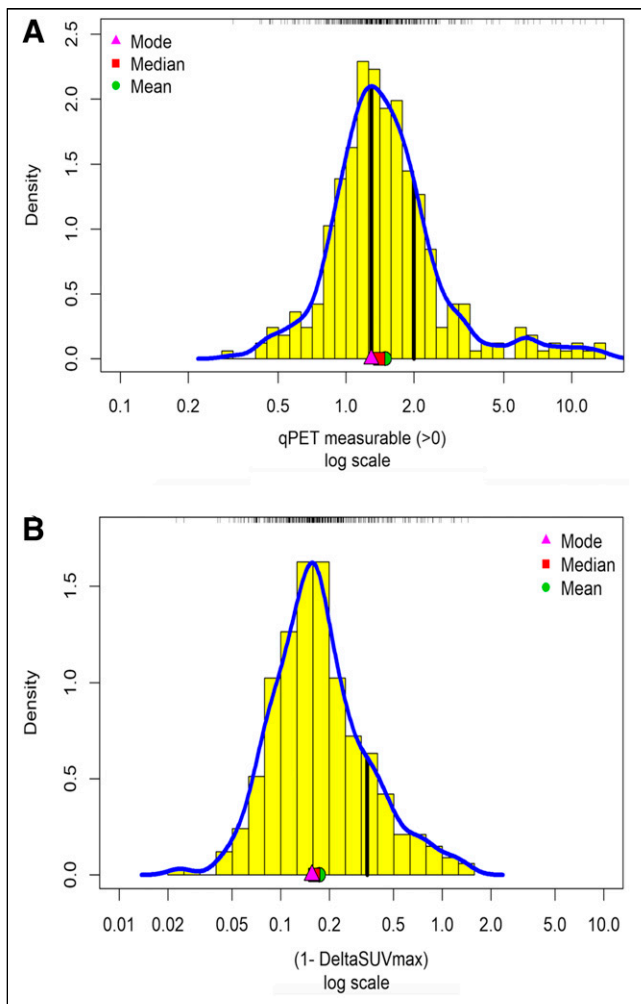 A
Mode
Median
Mean
2.5
2.0
1.5
1.0
0.5
0.0
Density
0.1 0.2 0.5 1.0 2.0 5.0 10.0
qPET measurable (>0)
log scale
B
Mode
Median
Mean
1.5
1.0
0.5
0.0
Density
0.01 0.02 0.05 0.1 0.2 0.5 1.0 2.0 5.0 10.0
(1- DeltaSUVmax)
log scale